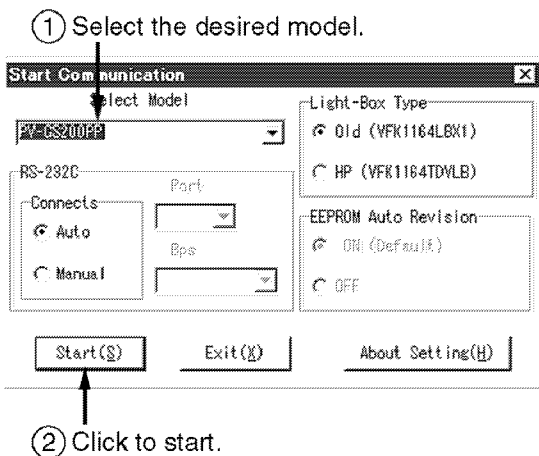 ① Select the desired model.
Start Communication
Select Model
PV-GS200PP
Light-Box Type
Old (VFK1164LBX1)
HP (VFK1164TDVLB)
RS-232C
Connects
Auto
Manual
Port
Bps
EEPROM Auto Revision
ON (Default)
OFF
Start(S)
Exit(X)
About Setting(H)
② Click to start.